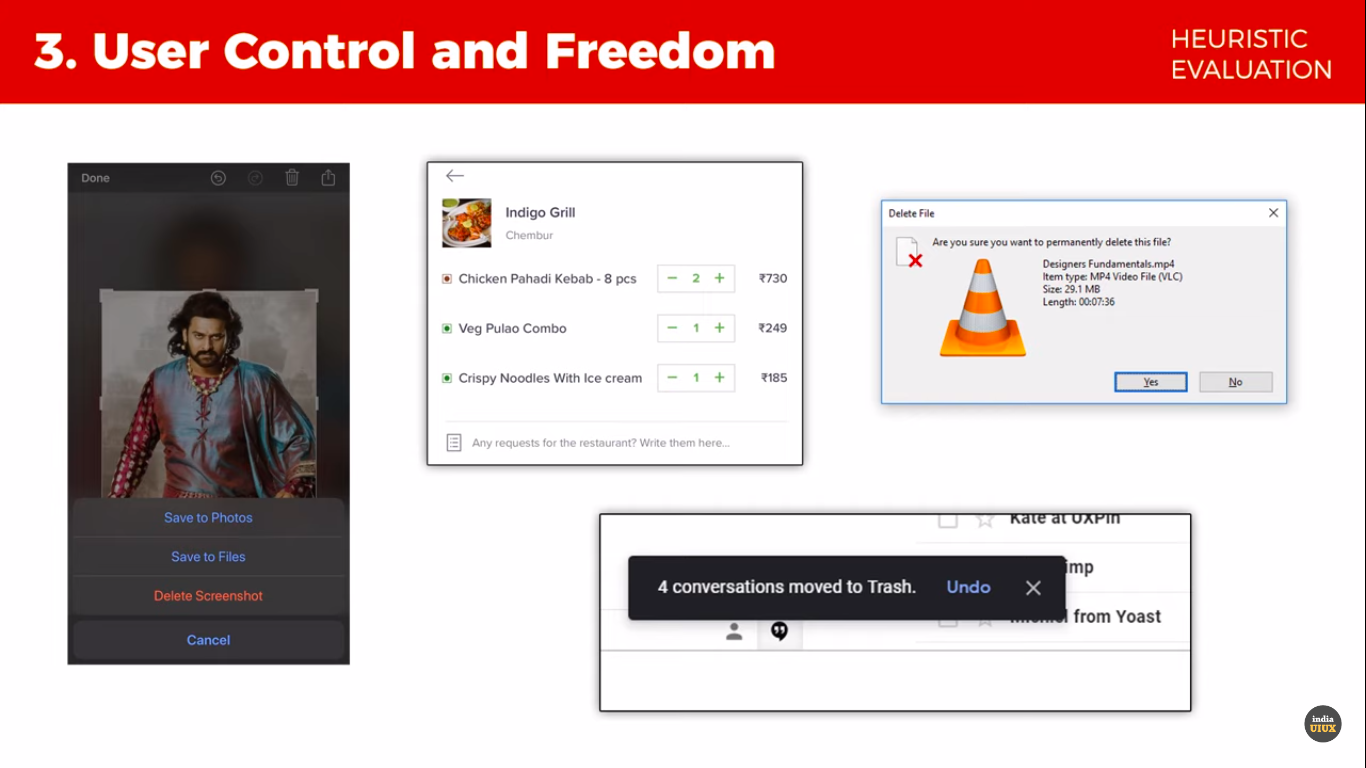 3. User Control and Freedom
HEURISTIC
EVALUATION
Done
Save to Photos
Save to Files
Delete Screenshot
Cancel
Indigo Grill
Chembur
Chicken Pahadi Kebab - 8 pcs − 2 + ₹730
Veg Pulao Combo − 1 + ₹249
Crispy Noodles With Ice cream − 1 + ₹185
Any requests for the restaurant? Write them here...
Delete File
Are you sure you want to permanently delete this file?
Designers Fundamentals.mp4
Item type: MP4 Video File (VLC)
Size: 29.1 MB
Length: 00:07:36
Yes No
Kate at UXPin
imp
4 conversations moved to Trash. Undo
from Yoast
india
UIUX